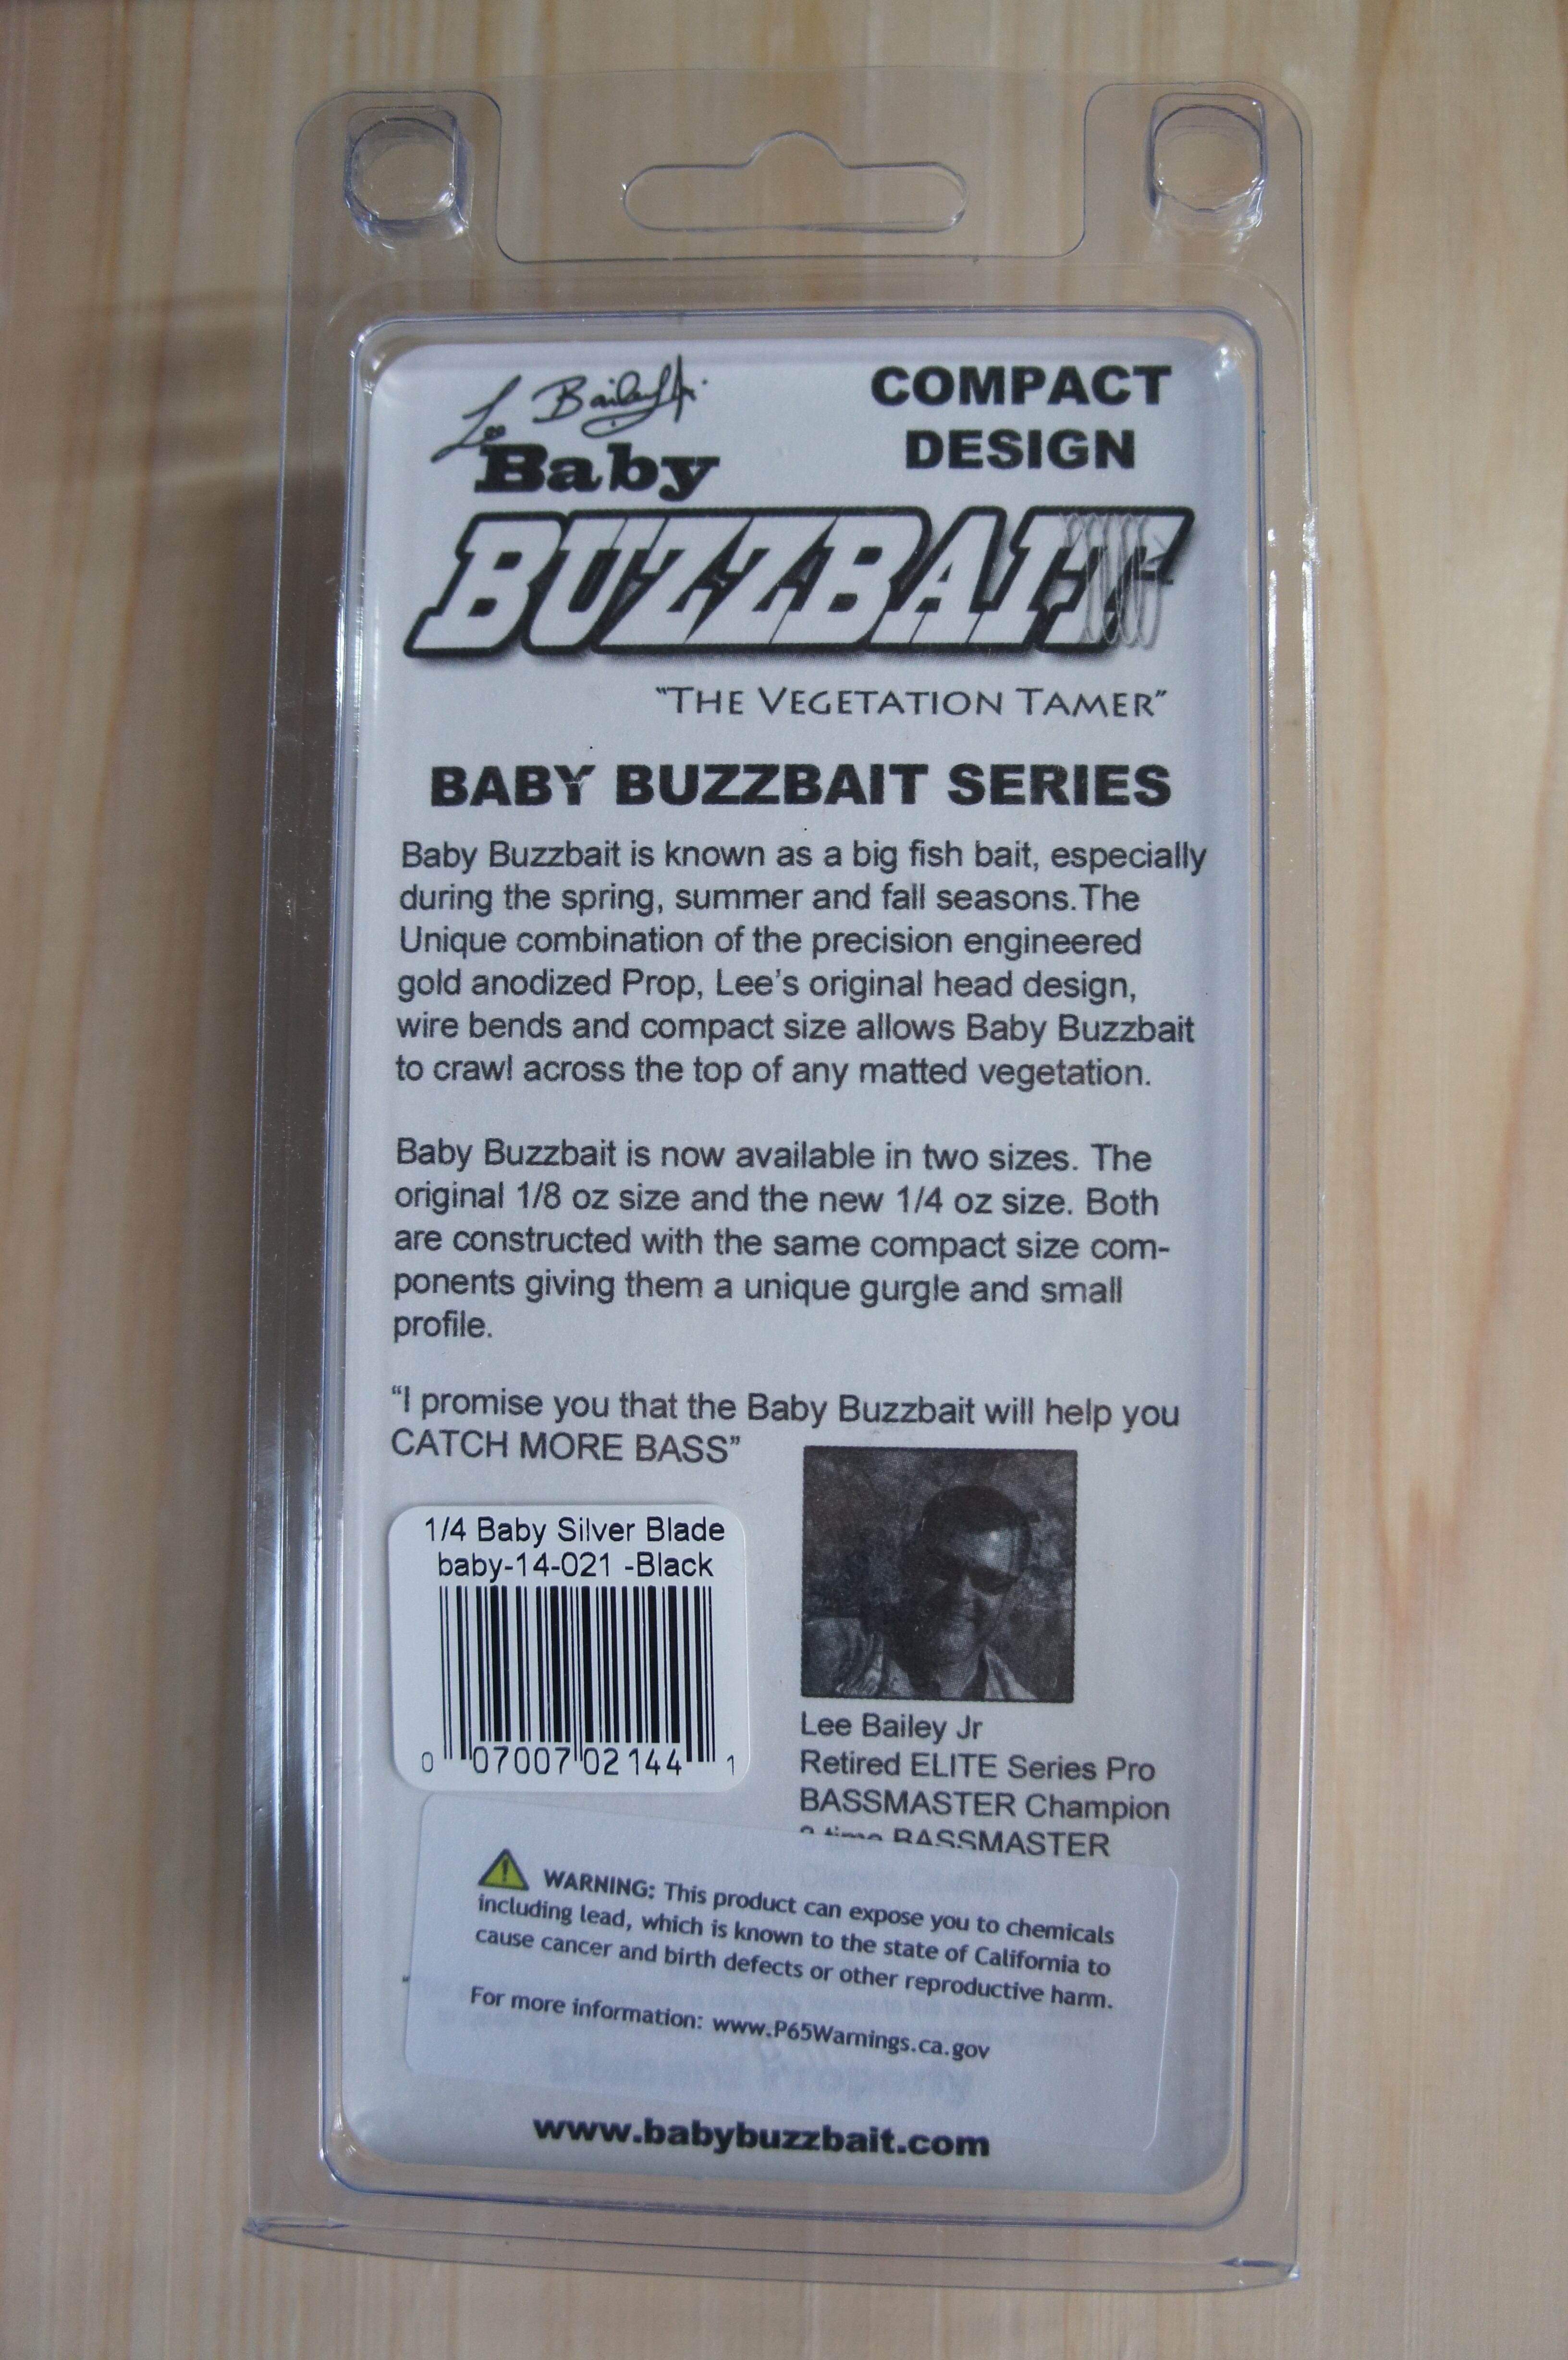 Lee Bailey Jr.
COMPACT
DESIGN
Baby
BUZZBAIT
"THE VEGETATION TAMER"
BABY BUZZBAIT SERIES
Baby Buzzbait is known as a big fish bait, especially
during the spring, summer and fall seasons.The
Unique combination of the precision engineered
gold anodized Prop, Lee's original head design,
wire bends and compact size allows Baby Buzzbait
to crawl across the top of any matted vegetation.
Baby Buzzbait is now available in two sizes. The
original 1/8 oz size and the new 1/4 oz size. Both
are constructed with the same compact size com-
ponents giving them a unique gurgle and small
profile.
“I promise you that the Baby Buzzbait will help you
CATCH MORE BASS”
1/4 Baby Silver Blade
baby-14-021 -Black
0 07007 02144 1
Lee Bailey Jr
Retired ELITE Series Pro
BASSMASTER Champion
time BASSMASTER
WARNING: This product can expose you to chemicals
including lead, which is known to the state of California to
cause cancer and birth defects or other reproductive harm.
For more information: www.P65Warnings.ca.gov
www.babybuzzbait.com